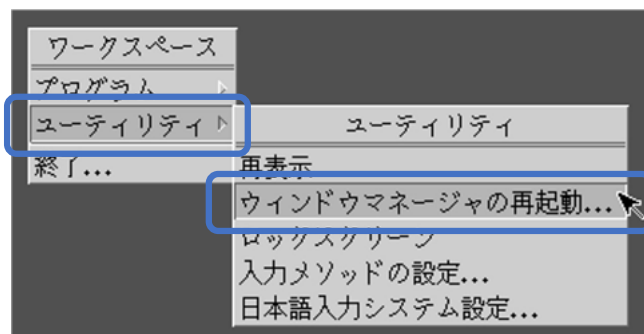 ワークスペース
プログラム
ユーティリティ
終了...
ユーティリティ
再表示
ウィンドウマネージャの再起動...
ロックスクリーン
入力メソッドの設定...
日本語入力システム設定...